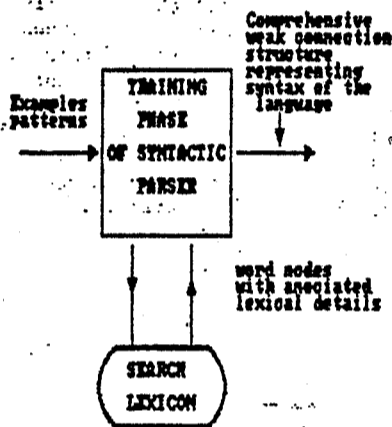 Comprehensive
weak connection
structure
representing
syntax of the
language
Examples
patterns
TRAINING
PHASE
OF SYNTACTIC
PARSER
word nodes
with associated
lexical details
SEARCH
LEXICON